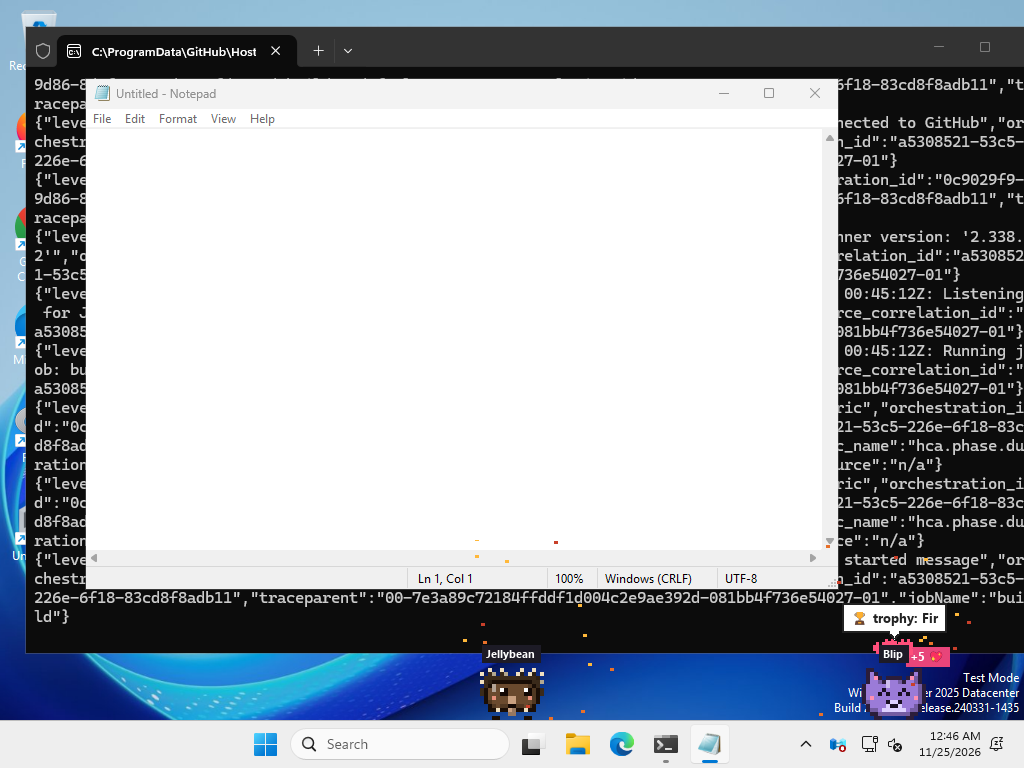 C:\ProgramData\GitHub\Host
Untitled - Notepad
File Edit Format View Help
6f18-83cd8f8adb11","t
racepa
{"leve
nected to GitHub","or
chestr
n_id":"a5308521-53c5-
226e-6
27-01"}
{"leve
ration_id":"0c9029f9-
9d86-8
6f18-83cd8f8adb11","t
racepa
{"leve
nner version: '2.338.
2'","o
relation_id":"a530852
1-53c5
736e54027-01"}
{"leve
00:45:12Z: Listening
for J
rce_correlation_id":"
a53085
081bb4f736e54027-01"}
{"leve
00:45:12Z: Running j
ob: bu
rce_correlation_id":"
a53085
081bb4f736e54027-01"}
{"leve
ric","orchestration_i
d":"0c
21-53c5-226e-6f18-83c
d8f8ad
c_name":"hca.phase.du
ration
urce":"n/a"}
{"leve
ric","orchestration_i
d":"0c
21-53c5-226e-6f18-83c
d8f8ad
c_name":"hca.phase.du
ration
ce":"n/a"}
{"leve
started message","or
chestr
n_id":"a5308521-53c5-
226e-6f18-83cd8f8adb11","traceparent":"00-7e3a89c72184ffddf1d004c2e9ae392d-081bb4f736e54027-01","jobName":"bui
ld"}
Ln 1, Col 1 100% Windows (CRLF) UTF-8
trophy: Fir
Jellybean
Blip
+5
Test Mode
er 2025 Datacenter
Build
elease.240331-1435
Search
12:46 AM
11/25/2026